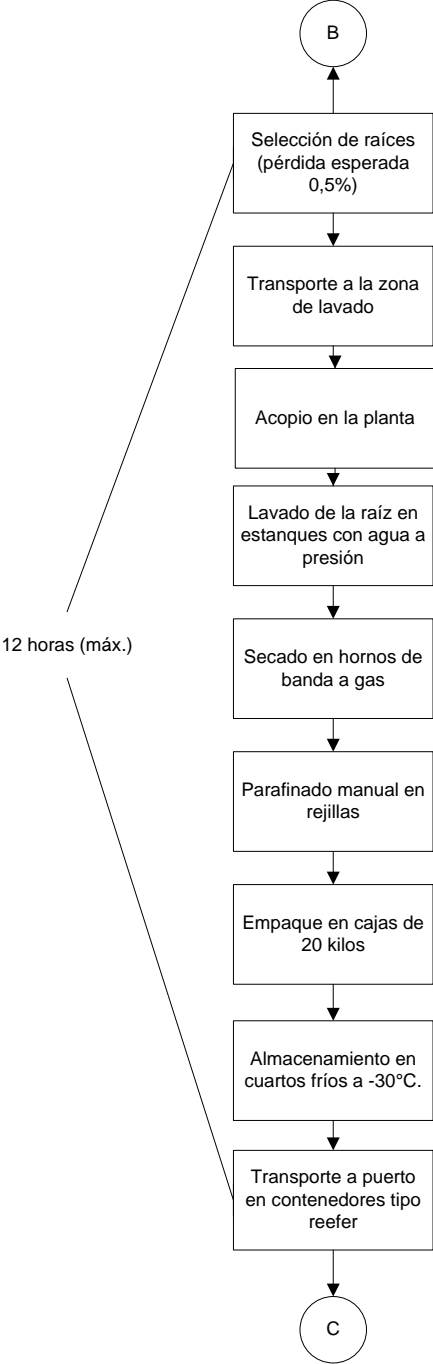 B
Selección de raíces
(pérdida esperada
0,5%)
Transporte a la zona
de lavado
Acopio en la planta
Lavado de la raíz en
estanques con agua a
presión
12 horas (máx.)
Secado en hornos de
banda a gas
Parafinado manual en
rejillas
Empaque en cajas de
20 kilos
Almacenamiento en
cuartos fríos a -30°C.
Transporte a puerto
en contenedores tipo
reefer
C